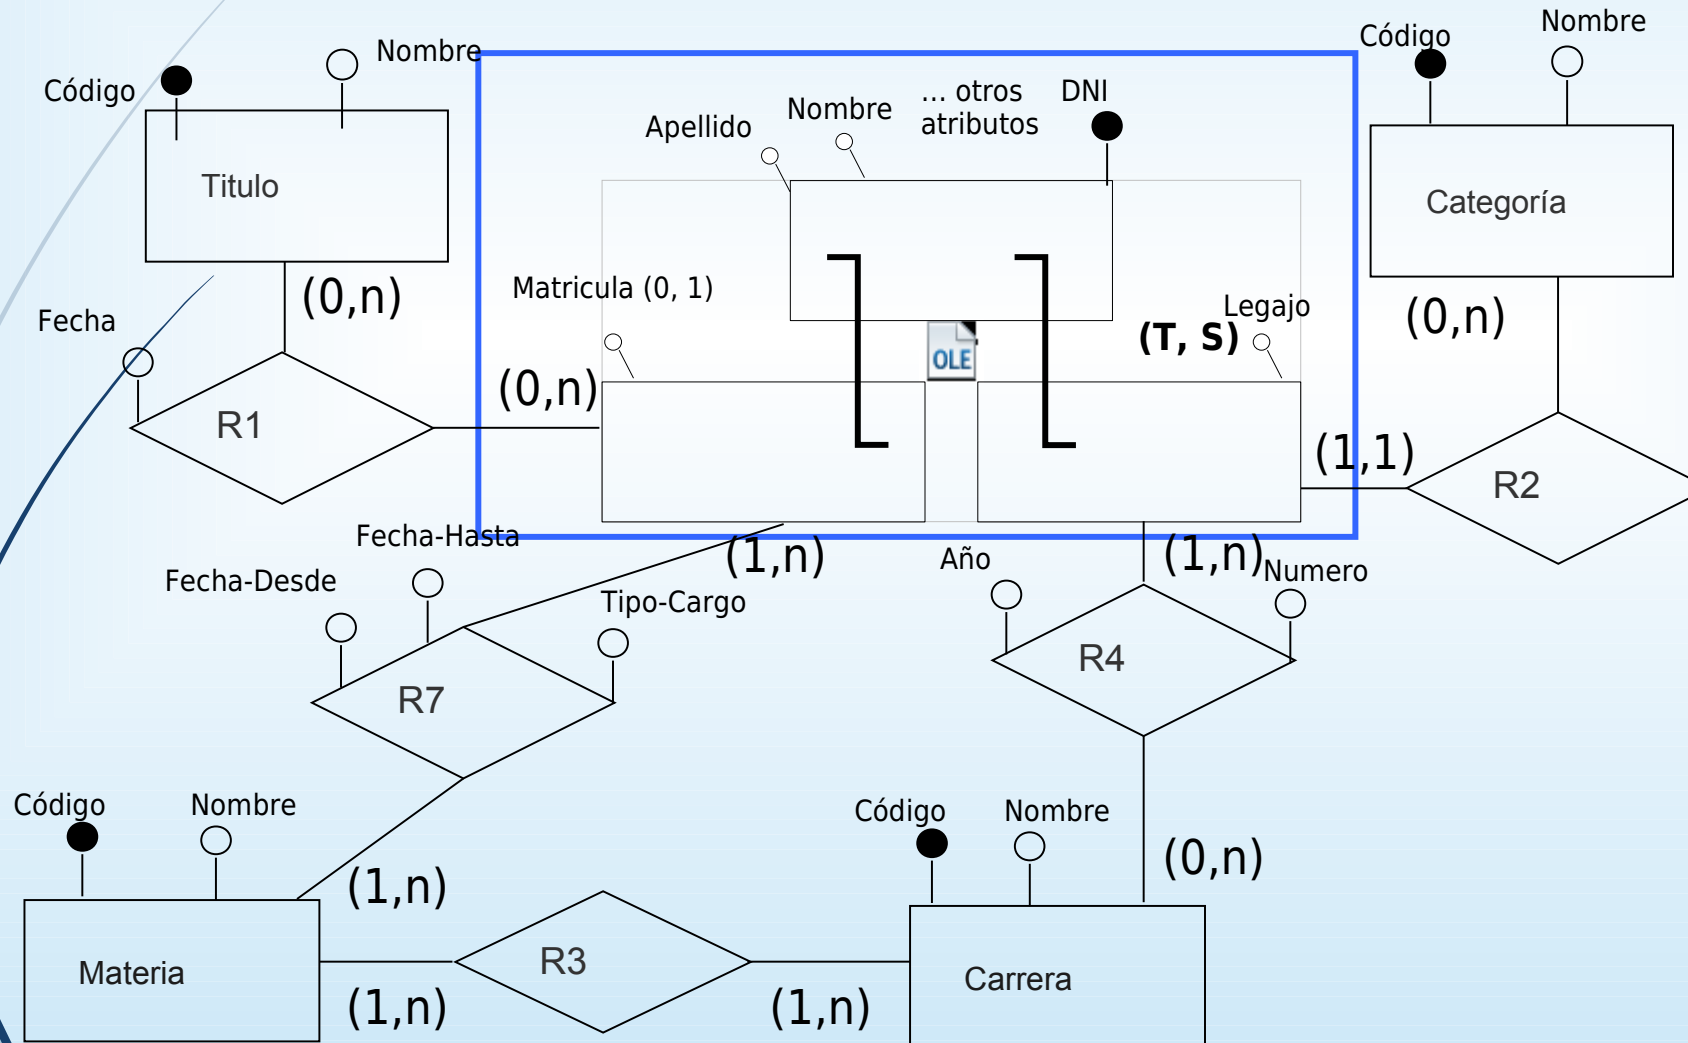 Código
Nombre
Titulo
(0,n)
Fecha
R1
(0,n)
Apellido
Nombre
... otros
atributos
DNI
Matricula (0, 1)
OLE
(T, S)
Legajo
Código
Nombre
Categoría
(0,n)
(1,1)
R2
Fecha-Hasta
Fecha-Desde
Tipo-Cargo
(1,n)
R7
Año
(1,n)
Numero
R4
(0,n)
Código
Nombre
(1,n)
Materia
(1,n)
R3
(1,n)
Código
Nombre
Carrera